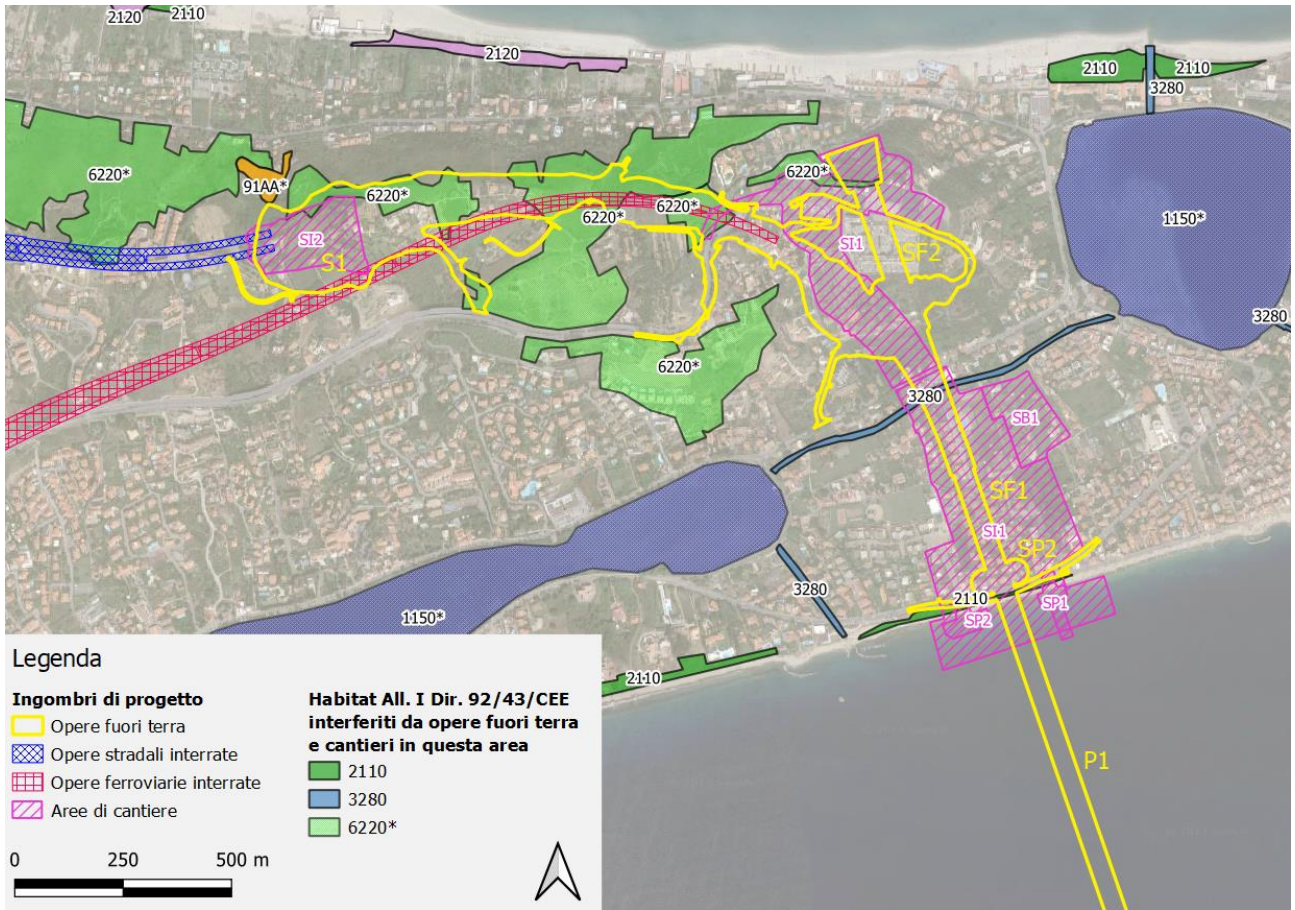 2120
2110
2120
2110
2110
3280
6220*
91AA*
6220*
6220*
6220*
6220*
1150*
SI2
S1
SI1
SF2
3280
6220*
3280
SB1
SF1
SI1
SP2
3280
2110
SP1
SP2
1150*
2110
P1
Legenda
Ingombri di progetto
Opere fuori terra
Opere stradali interrate
Opere ferroviarie interrate
Aree di cantiere
Habitat All. I Dir. 92/43/CEE
interferiti da opere fuori terra
e cantieri in questa area
2110
3280
6220*
0 250 500 m